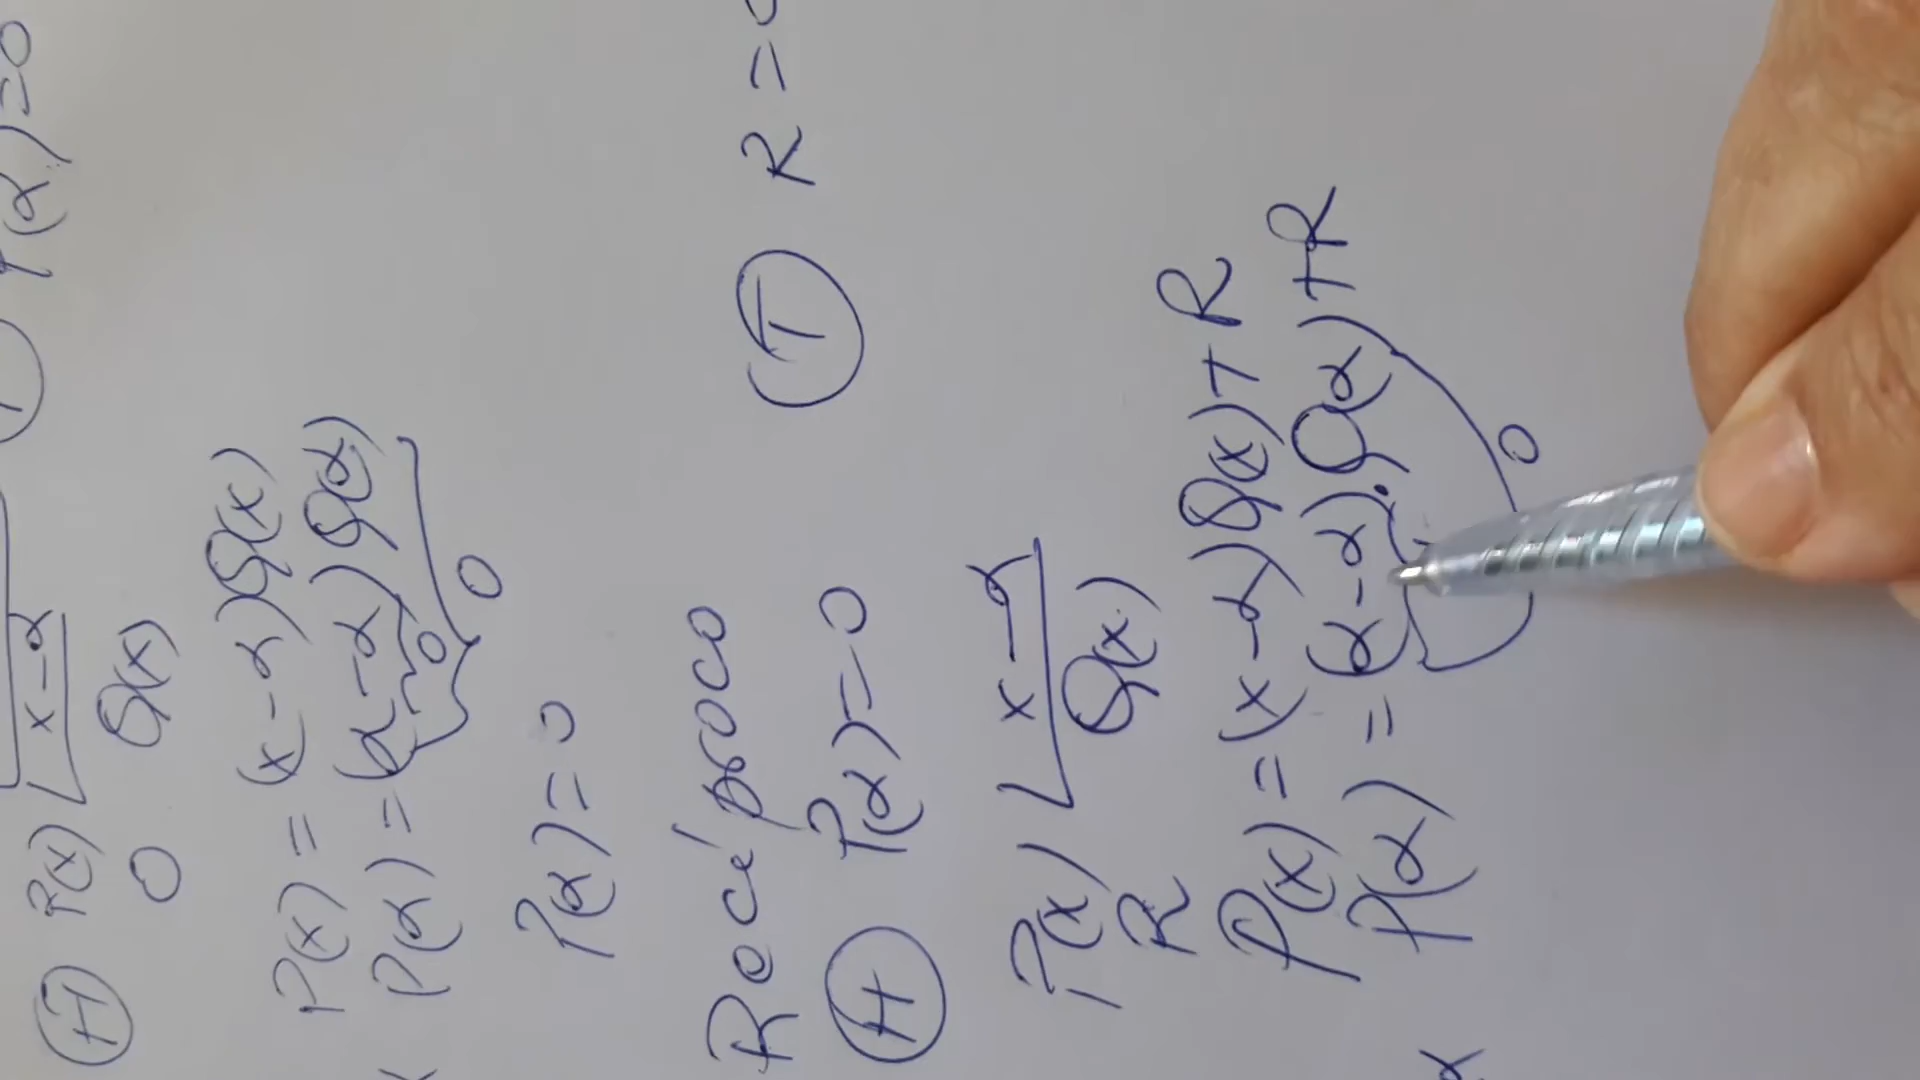 T P(α)=0
H P(x) | x-α
0 Q(x)
P(x) = (x-α)Q(x)
P(α) = (α-α)Q(α)
0
0
P(α)=0
Recíproco
H P(α)=0 T R=0
P(x) | x-α
R Q(x)
P(x) = (x-α)Q(x)+R
P(α) = (α-α).Q(α)+R
0